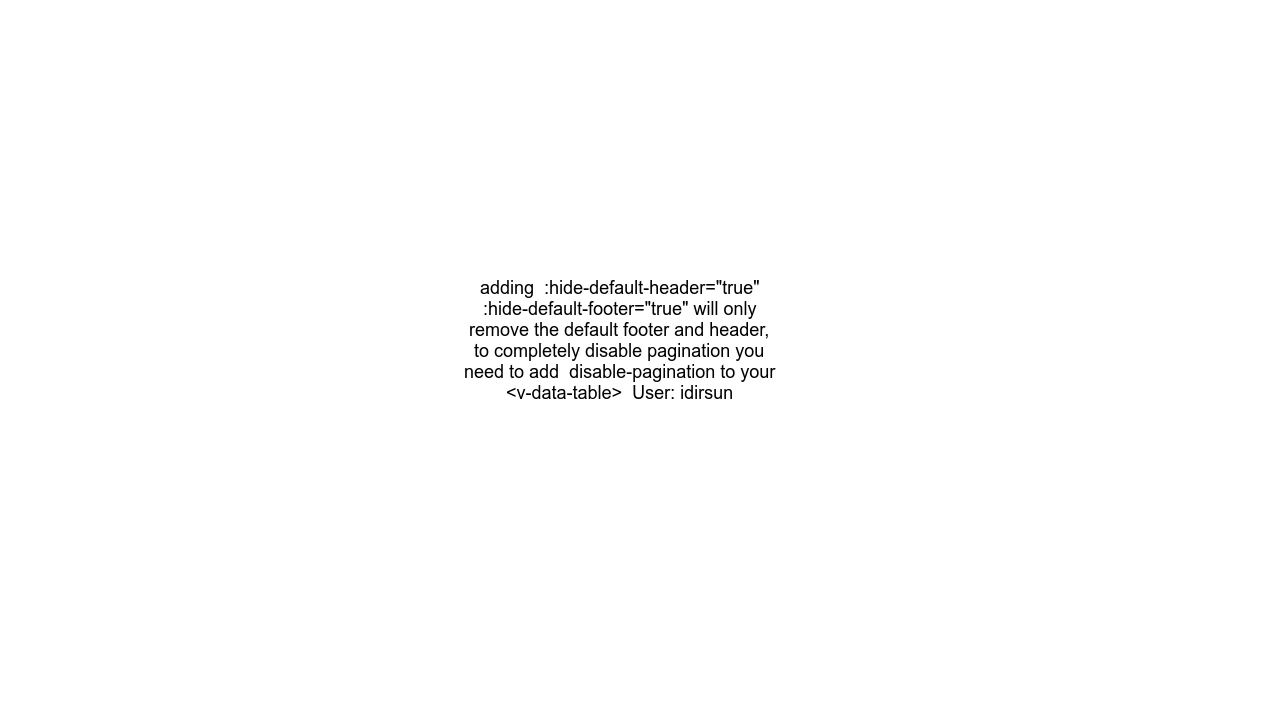 adding  :hide-default-header="true"
:hide-default-footer="true" will only
remove the default footer and header,
to completely disable pagination you
need to add  disable-pagination to your
<v-data-table>  User: idirsun